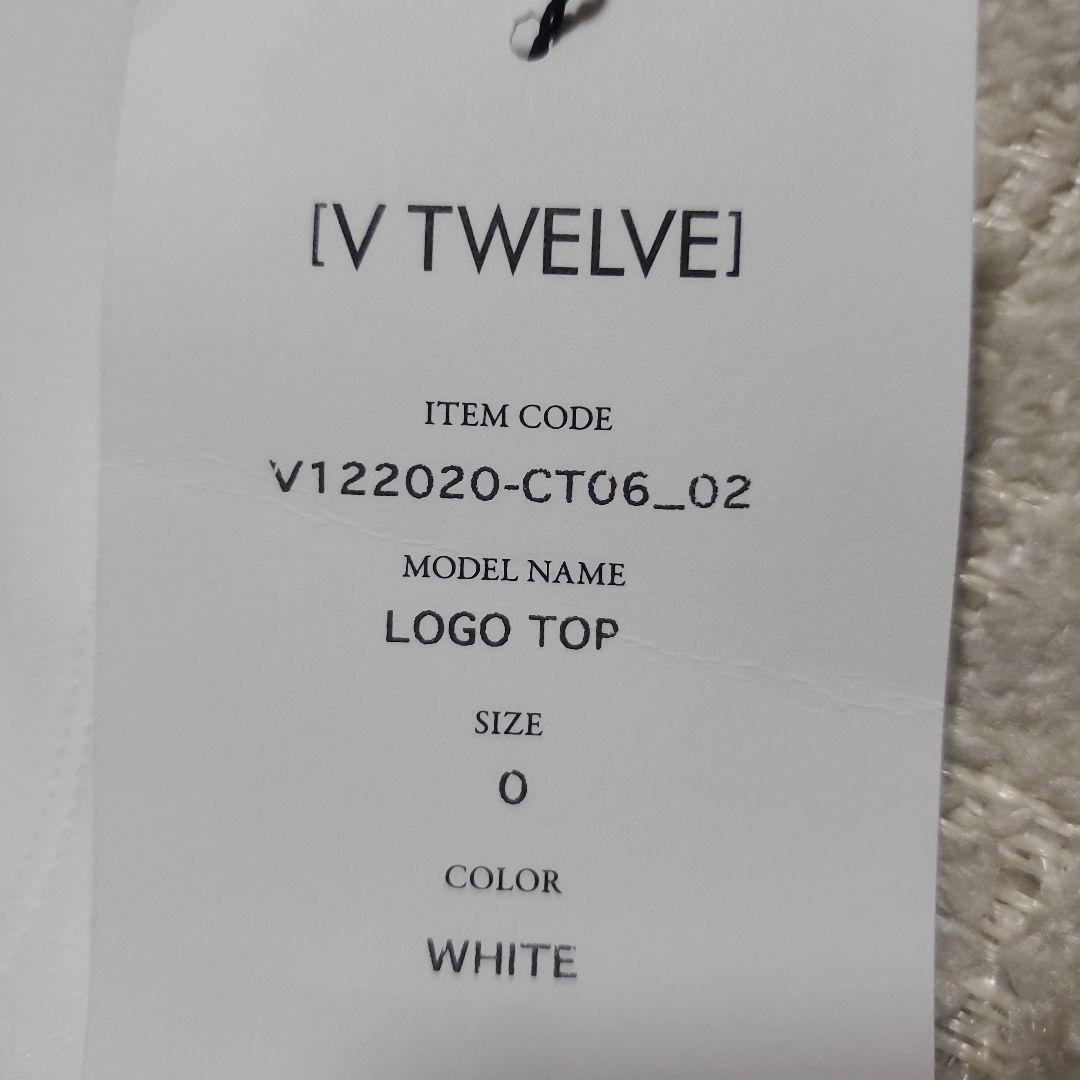 [V TWELVE]
ITEM CODE
V122020-CT06_02
MODEL NAME
LOGO TOP
SIZE
0
COLOR
WHITE